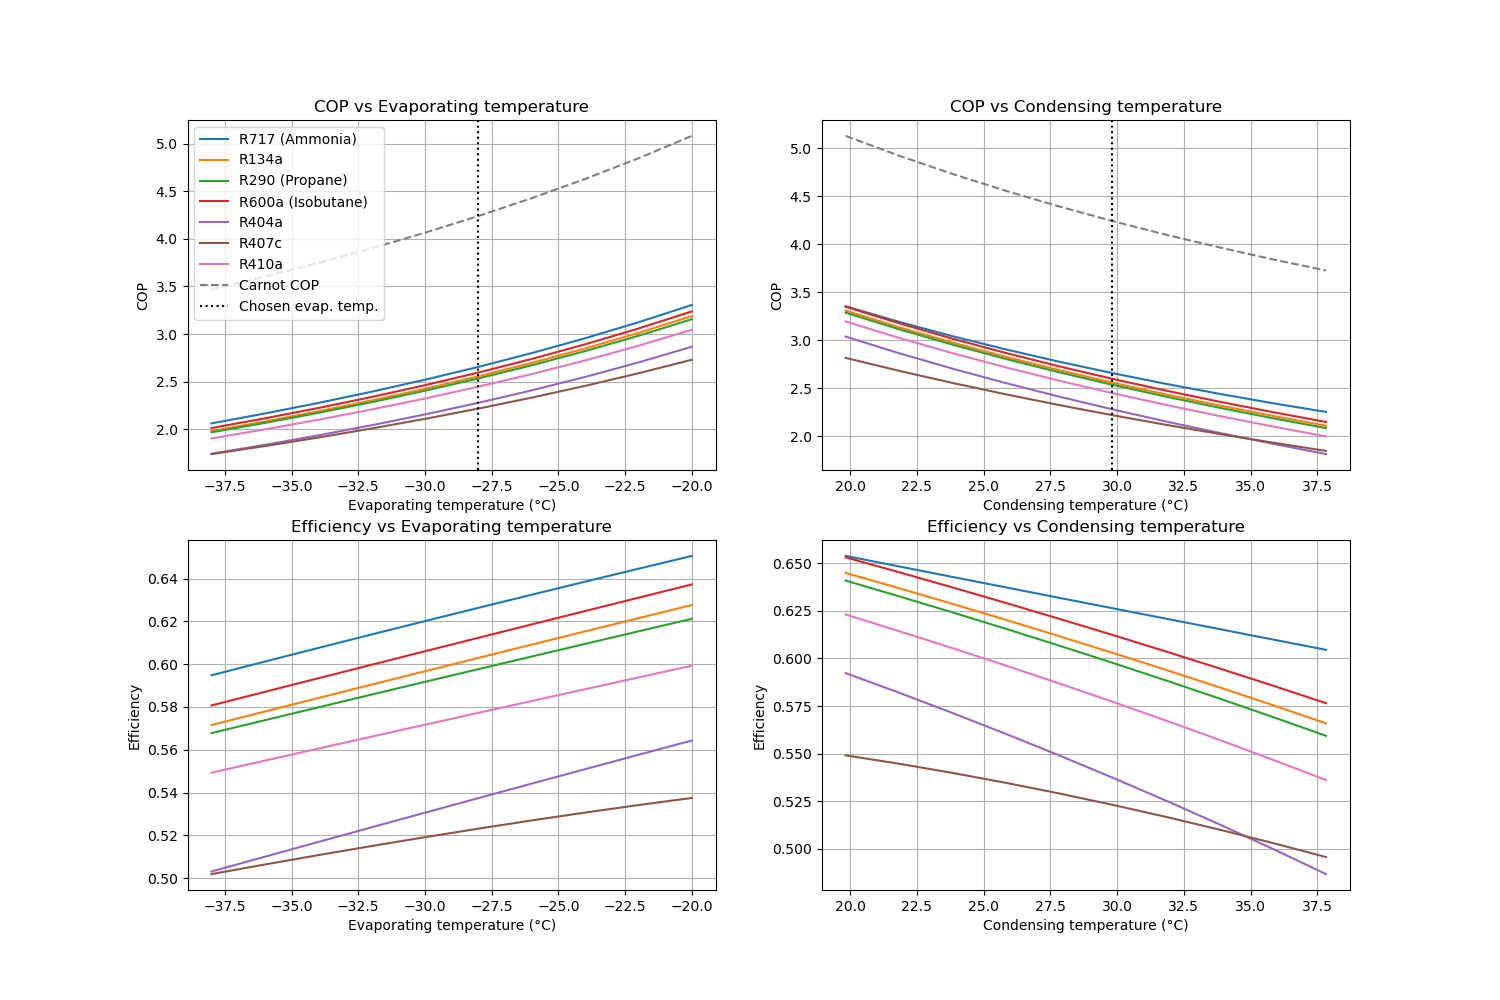 COP vs Evaporating temperature
COP
5.0
4.5
4.0
3.5
3.0
2.5
2.0
R717 (Ammonia)
R134a
R290 (Propane)
R600a (Isobutane)
R404a
R407c
R410a
Carnot COP
Chosen evap. temp.
−37.5 −35.0 −32.5 −30.0 −27.5 −25.0 −22.5 −20.0
Evaporating temperature (°C)
COP vs Condensing temperature
COP
5.0
4.5
4.0
3.5
3.0
2.5
2.0
20.0 22.5 25.0 27.5 30.0 32.5 35.0 37.5
Condensing temperature (°C)
Efficiency vs Evaporating temperature
Efficiency
0.64
0.62
0.60
0.58
0.56
0.54
0.52
0.50
−37.5 −35.0 −32.5 −30.0 −27.5 −25.0 −22.5 −20.0
Evaporating temperature (°C)
Efficiency vs Condensing temperature
Efficiency
0.650
0.625
0.600
0.575
0.550
0.525
0.500
20.0 22.5 25.0 27.5 30.0 32.5 35.0 37.5
Condensing temperature (°C)